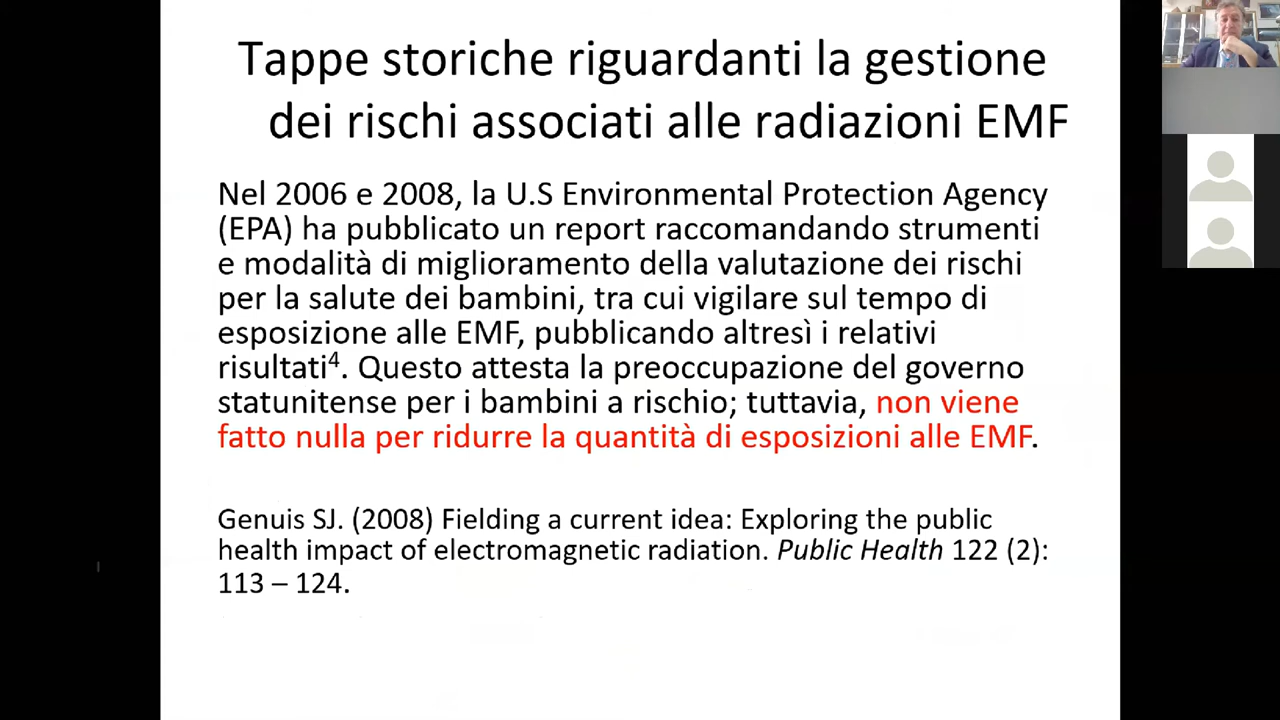 Tappe storiche riguardanti la gestione
dei rischi associati alle radiazioni EMF
Nel 2006 e 2008, la U.S Environmental Protection Agency
(EPA) ha pubblicato un report raccomandando strumenti
e modalità di miglioramento della valutazione dei rischi
per la salute dei bambini, tra cui vigilare sul tempo di
esposizione alle EMF, pubblicando altresì i relativi
risultati⁴. Questo attesta la preoccupazione del governo
statunitense per i bambini a rischio; tuttavia, non viene
fatto nulla per ridurre la quantità di esposizioni alle EMF.
Genuis SJ. (2008) Fielding a current idea: Exploring the public
health impact of electromagnetic radiation. Public Health 122 (2):
113 – 124.